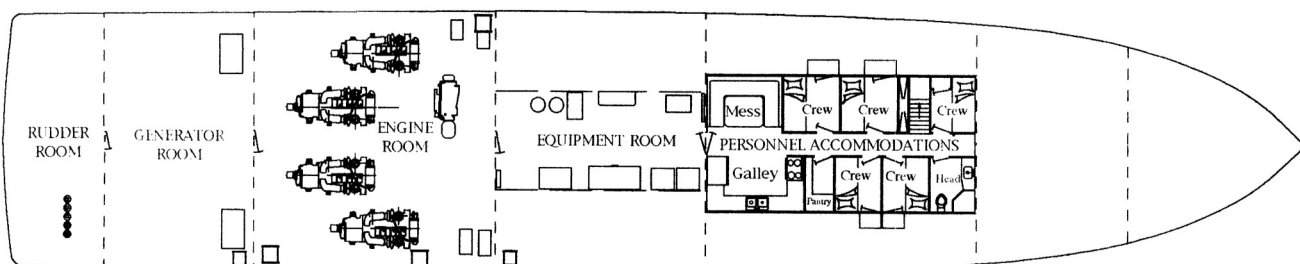 RUDDER
ROOM
GENERATOR
ROOM
ENGINE
ROOM
EQUIPMENT ROOM
Mess
Crew
Crew
Crew
PERSONNEL ACCOMMODATIONS
Galley
Pantry
Crew
Crew
Head